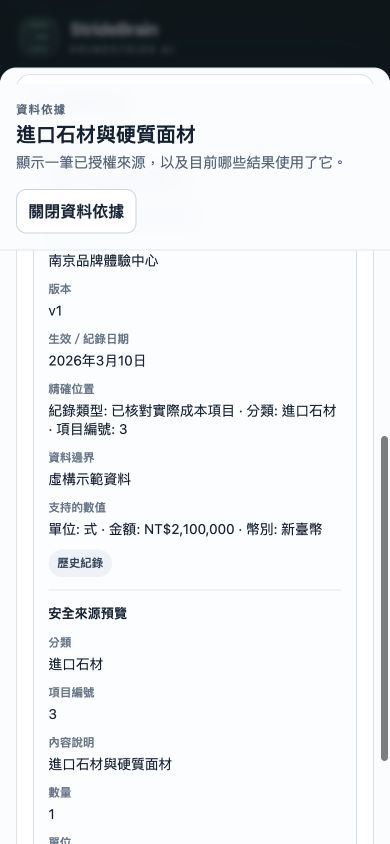 StrideBrain
資料依據
進口石材與硬質面材
顯示一筆已授權來源，以及目前哪些結果使用了它。
關閉資料依據
南京品牌體驗中心
版本
v1
生效 / 紀錄日期
2026年3月10日
精確位置
紀錄類型: 已核對實際成本項目 · 分類: 進口石材
· 項目編號: 3
資料邊界
虛構示範資料
支持的數值
單位: 式 · 金額: NT$2,100,000 · 幣別: 新臺幣
歷史紀錄
安全來源預覽
分類
進口石材
項目編號
3
內容說明
進口石材與硬質面材
數量
1
單位